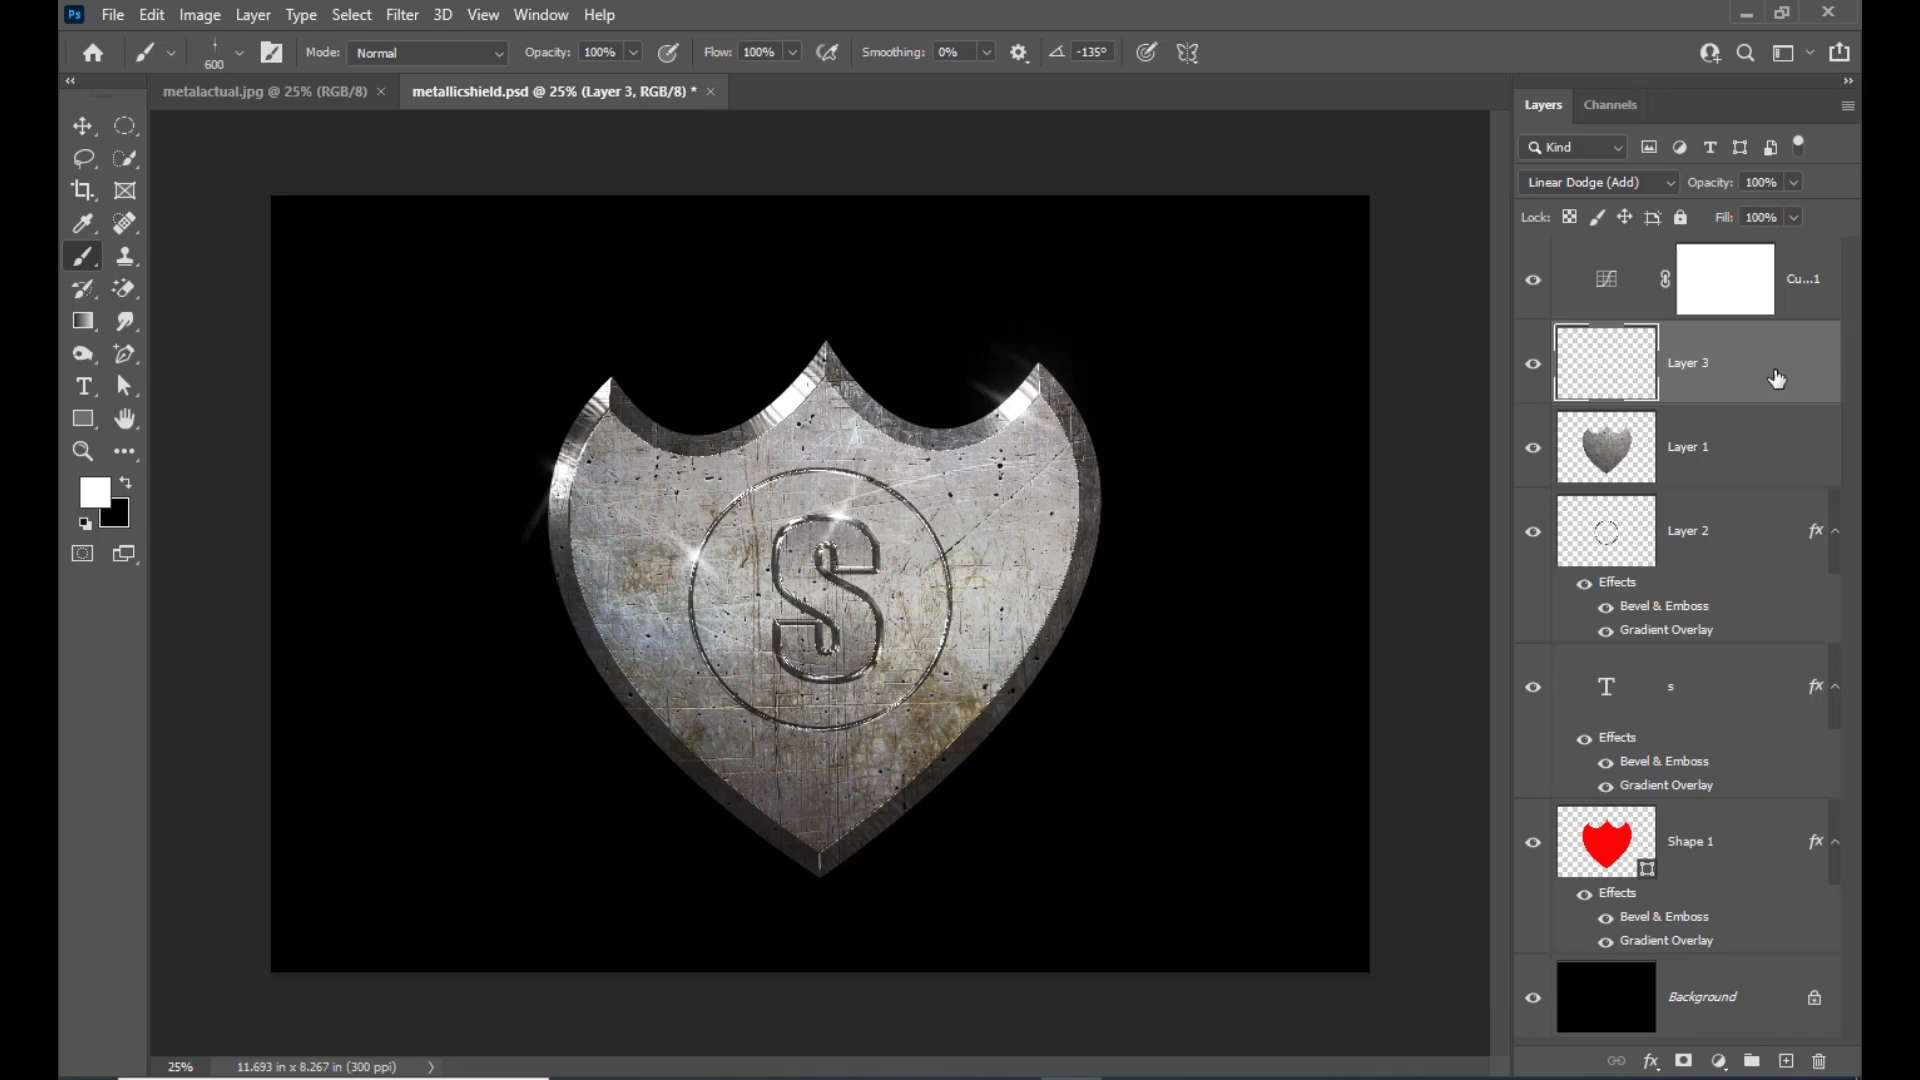 Ps File Edit Image Layer Type Select Filter 3D View Window Help
600 Mode: Normal Opacity: 100% Flow: 100% Smoothing: 0% -135°
metalactual.jpg @ 25% (RGB/8) × metallicshield.psd @ 25% (Layer 3, RGB/8) * ×
Layers Channels
Kind
Linear Dodge (Add) Opacity: 100%
Lock: Fill: 100%
Cu...1
Layer 3
Layer 1
Layer 2 fx
Effects
Bevel & Emboss
Gradient Overlay
T s fx
Effects
Bevel & Emboss
Gradient Overlay
Shape 1 fx
Effects
Bevel & Emboss
Gradient Overlay
Background
S
25% 11.693 in x 8.267 in (300 ppi)
fx